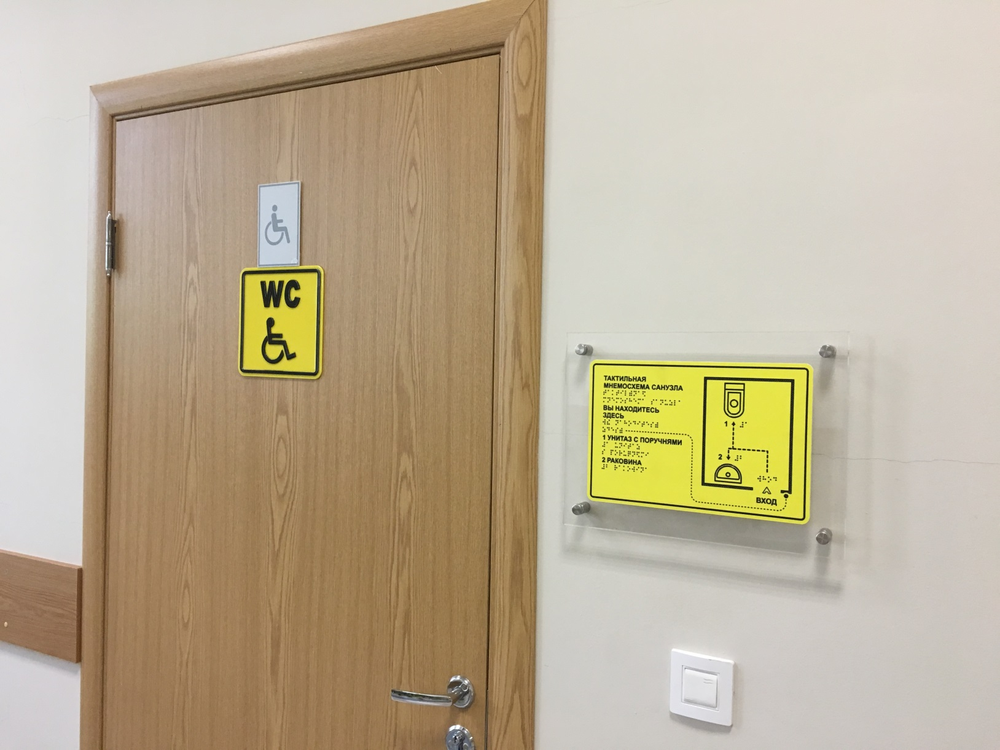 WC
ТАКТИЛЬНАЯ
МНЕМОСХЕМА САНУЗЛА
ВЫ НАХОДИТЕСЬ
ЗДЕСЬ
1 УНИТАЗ С ПОРУЧНЯМИ
2 РАКОВИНА
1
2
ВХОД